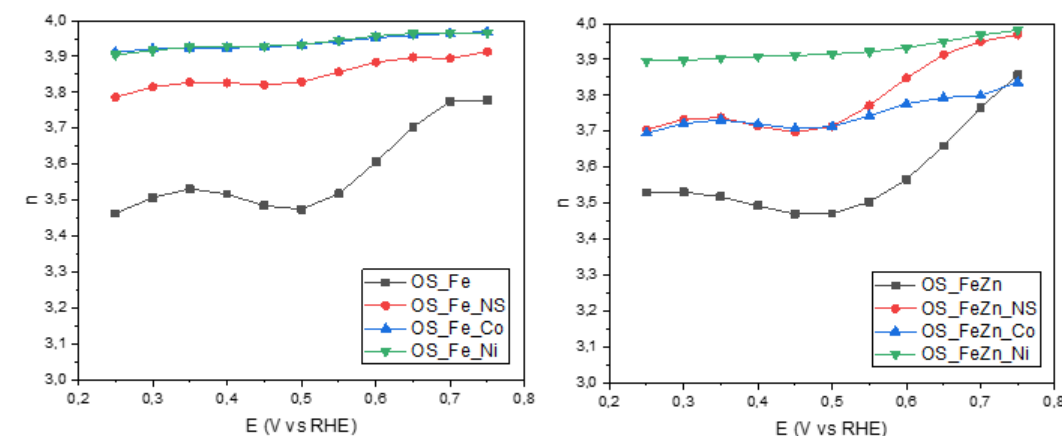 4,0
3,9
3,8
3,7
3,6
3,5
3,4
3,3
3,2
3,1
3,0
n
OS_Fe
OS_Fe_NS
OS_Fe_Co
OS_Fe_Ni
0,2 0,3 0,4 0,5 0,6 0,7 0,8
E (V vs RHE)
4,0
3,9
3,8
3,7
3,6
3,5
3,4
3,3
3,2
3,1
3,0
n
OS_FeZn
OS_FeZn_NS
OS_FeZn_Co
OS_FeZn_Ni
0,2 0,3 0,4 0,5 0,6 0,7 0,8
E (V vs RHE)